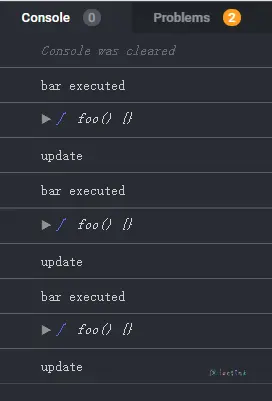 Console 0 Problems 2
Console was cleared
bar executed
▶ ƒ foo() {}
update
bar executed
▶ ƒ foo() {}
update
bar executed
▶ ƒ foo() {}
update